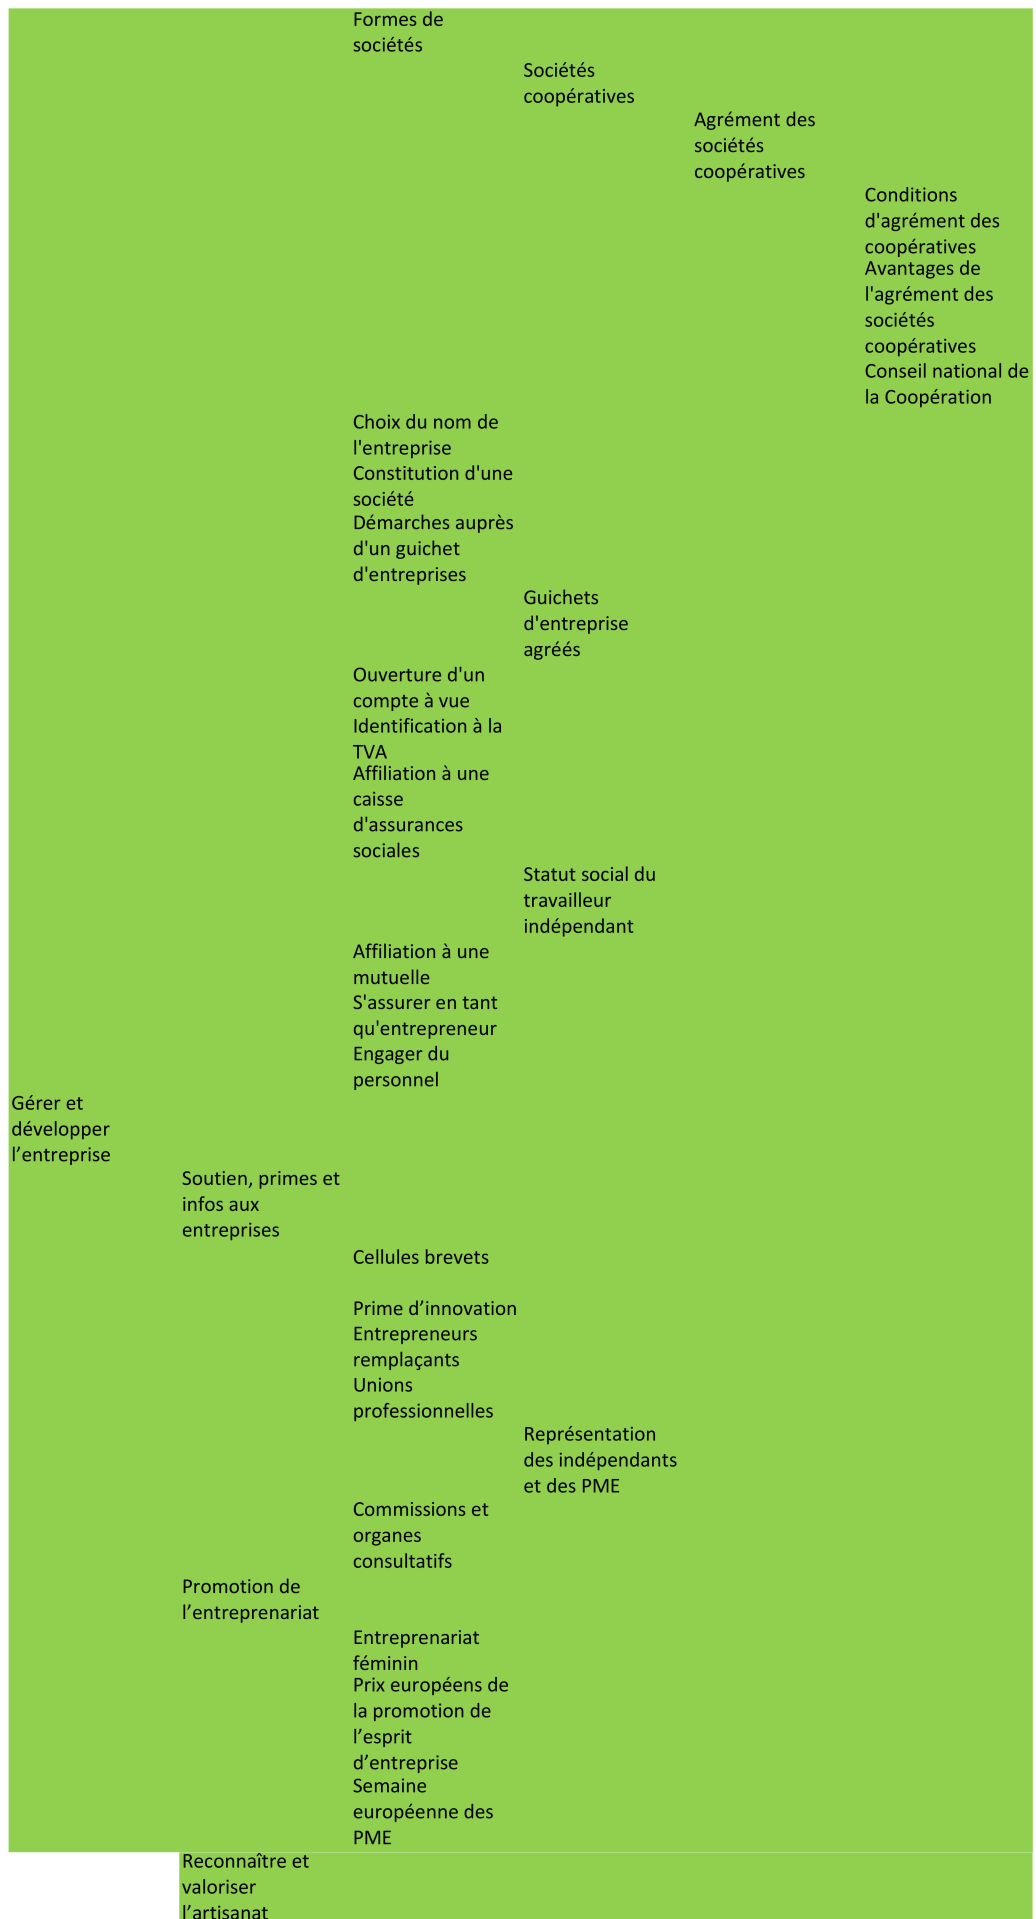 Formes de
sociétés
Sociétés
coopératives
Agrément des
sociétés
coopératives
Conditions
d'agrément des
coopératives
Avantages de
l'agrément des
sociétés
coopératives
Conseil national de
la Coopération
Choix du nom de
l'entreprise
Constitution d'une
société
Démarches auprès
d'un guichet
d'entreprises
Guichets
d'entreprise
agréés
Ouverture d'un
compte à vue
Identification à la
TVA
Affiliation à une
caisse
d'assurances
sociales
Statut social du
travailleur
indépendant
Affiliation à une
mutuelle
S'assurer en tant
qu'entrepreneur
Engager du
personnel
Gérer et
développer
l’entreprise
Soutien, primes et
infos aux
entreprises
Cellules brevets
Prime d’innovation
Entrepreneurs
remplaçants
Unions
professionnelles
Représentation
des indépendants
et des PME
Commissions et
organes
consultatifs
Promotion de
l’entreprenariat
Entreprenariat
féminin
Prix européens de
la promotion de
l’esprit
d’entreprise
Semaine
européenne des
PME
Reconnaître et
valoriser
l’artisanat